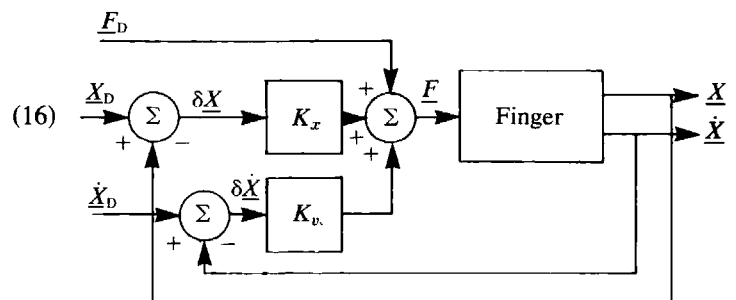 F_D
(16) X_D + Σ − δX K_x + + + Σ F Finger X
Ẋ
Ẋ_D + Σ − δẊ K_v.